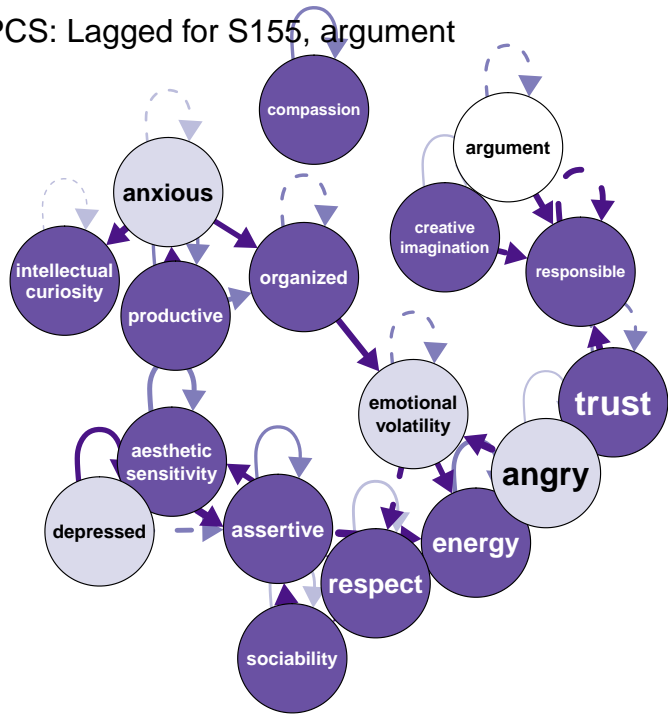 PCS: Lagged for S155, argument
compassion
argument
anxious
creative
imagination
intellectual
curiosity
organized
responsible
productive
emotional
volatility
trust
aesthetic
sensitivity
angry
depressed
assertive
energy
respect
sociability